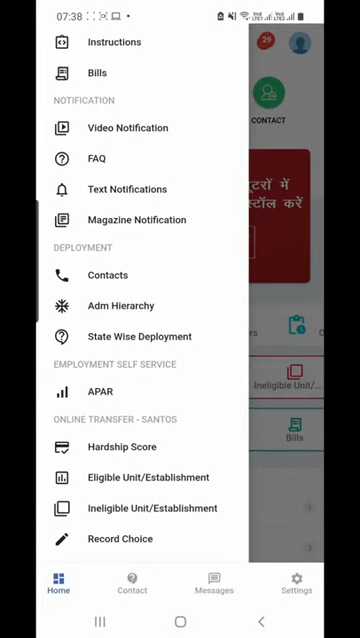 07:38
Instructions
Bills
NOTIFICATION
Video Notification
FAQ
Text Notifications
Magazine Notification
DEPLOYMENT
Contacts
Adm Hierarchy
State Wise Deployment
EMPLOYMENT SELF SERVICE
APAR
ONLINE TRANSFER - SANTOS
Hardship Score
Eligible Unit/Establishment
Ineligible Unit/Establishment
Record Choice
29
CONTACT
यूटरों में
स्टॉल करें
rs
Ineligible Unit/...
Bills
Home
Contact
Messages
Settings